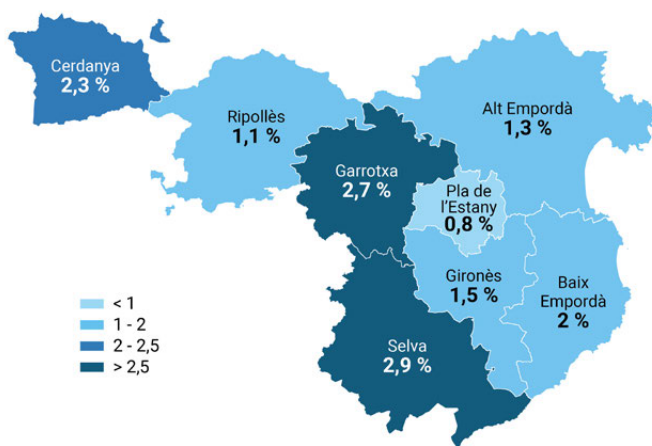 Cerdanya
2,3 %
Ripollès
1,1 %
Alt Empordà
1,3 %
Garrotxa
2,7 %
Pla de
l'Estany
0,8 %
Gironès
1,5 %
Baix
Empordà
2 %
Selva
2,9 %
< 1
1 - 2
2 - 2,5
> 2,5